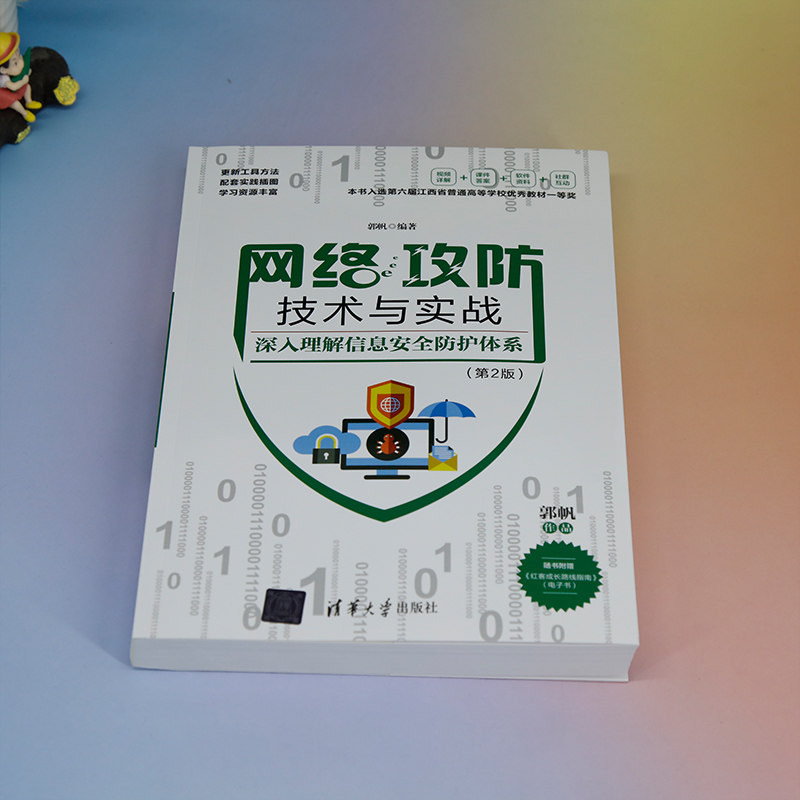 更新工具方法
配套实践插图
学习资源丰富
视频详解 + 课件答案 + 软件资料 + 社群互动
本书入选第六届江西省普通高等学校优秀教材一等奖
郭帆 ◎ 编著
网络攻防
技术与实战
深入理解信息安全防护体系
（第2版）
郭帆
作品
随书附赠
《红客成长路线指南》
（电子书）
清华大学出版社